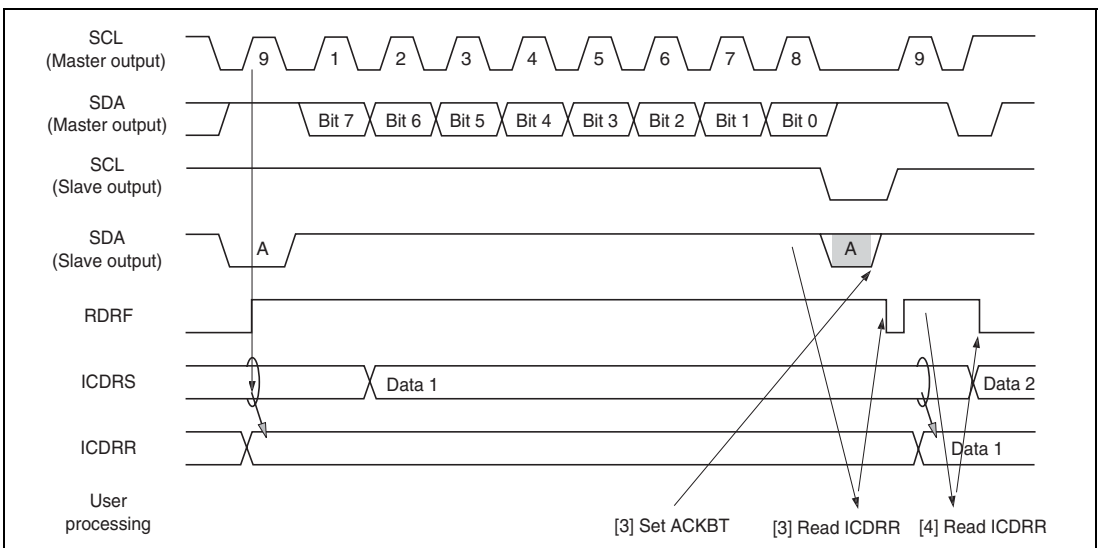 SCL
(Master output)
9 1 2 3 4 5 6 7 8 9
SDA
(Master output)
Bit 7 Bit 6 Bit 5 Bit 4 Bit 3 Bit 2 Bit 1 Bit 0
SCL
(Slave output)
SDA
(Slave output)
A A
RDRF
ICDRS
Data 1 Data 2
ICDRR
Data 1
User
processing
[3] Set ACKBT [3] Read ICDRR [4] Read ICDRR